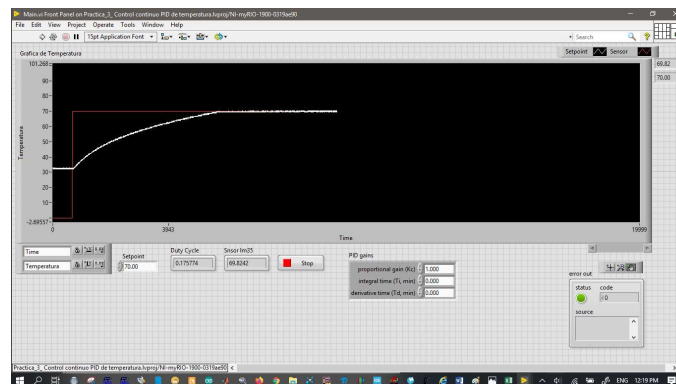 Main.vi Front Panel on Practica_3_ Control continuo PID de temperatura.lvproj/NI-myRIO-1900-0319ae90
File Edit View Project Operate Tools Window Help
15pt Application Font
Search
Grafica de Temperatura
Setpoint Sensor
69.82
70.00
101.268
90
80
70
60
50
40
30
20
10
-2.69557
Temperatura
0 3943 19999
Time
Time
Temperatura
Setpoint
70.00
Duty Cycle
0.175774
Snsor lm35
69.8242
Stop
PID gains
proportional gain (Kc) 1.000
integral time (Ti, min) 0.000
derivative time (Td, min) 0.000
error out
status code
0
source
Practica_3_ Control continuo PID de temperatura.lvproj/NI-myRIO-1900-0319ae90
ENG 12:19 PM